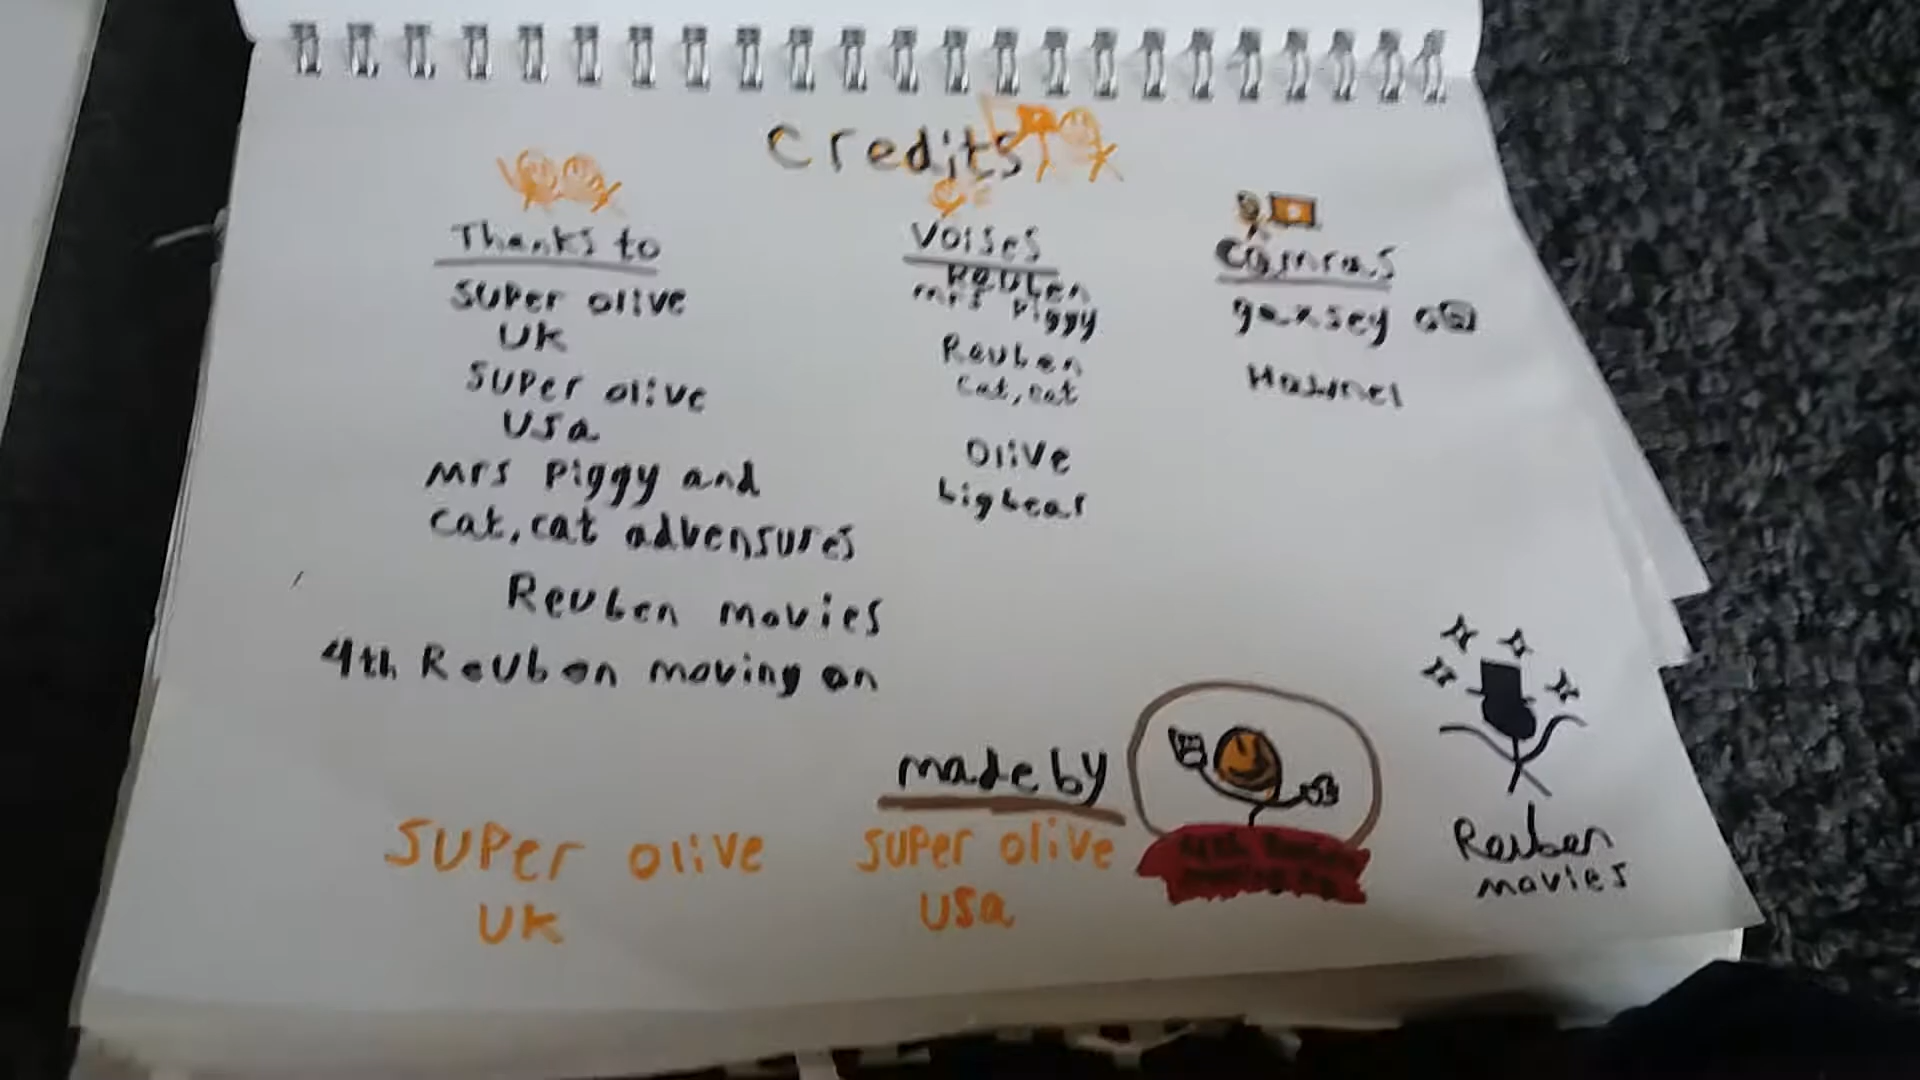 Credits
Thanks to
super olive
UK
super olive
USa
mrs Piggy and
cat, cat advensures
Reuben movies
4th Reuben moving on
Voises
Reuben
mrs Piggy
Reuben
cat, cat
Olive
bigbear
Camras
made by
super olive
UK
super olive
USa
Reuben
movies